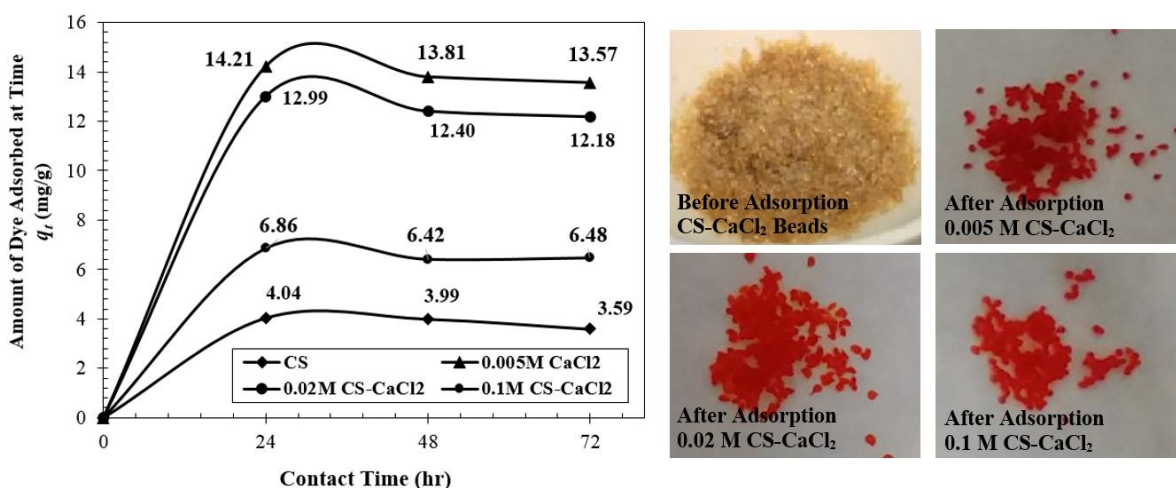 Amount of Dye Adsorbed at Time
qₜ (mg/g)
16
14
12
10
8
6
4
2
0
14.21
13.81
13.57
12.99
12.40
12.18
6.86
6.42
6.48
4.04
3.99
3.59
CS
0.005M CaCl2
0.02M CS-CaCl2
0.1M CS-CaCl2
0
24
48
72
Contact Time (hr)
Before Adsorption
CS-CaCl₂ Beads
After Adsorption
0.005 M CS-CaCl₂
After Adsorption
0.02 M CS-CaCl₂
After Adsorption
0.1 M CS-CaCl₂